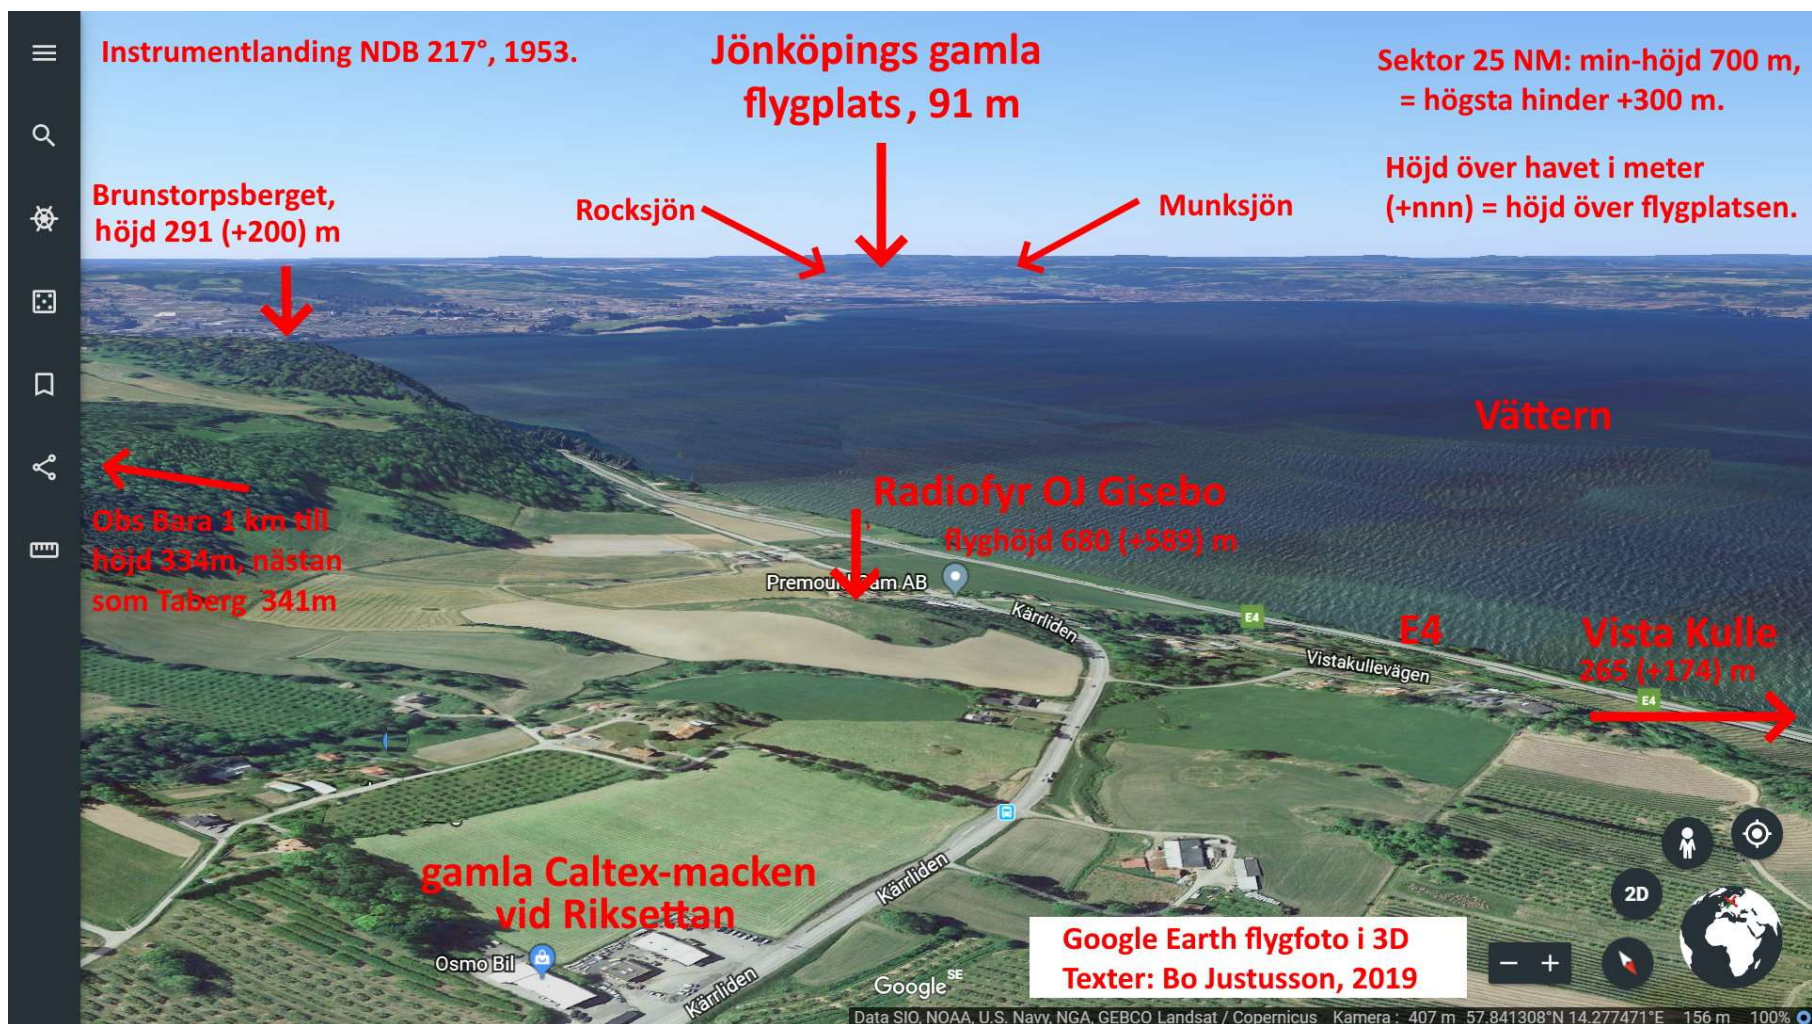 Instrumentlanding NDB 217°, 1953.
Jönköpings gamla
flygplats, 91 m
Sektor 25 NM: min-höjd 700 m,
= högsta hinder +300 m.
Höjd över havet i meter
(+nnn) = höjd över flygplatsen.
Brunstorpsberget,
höjd 291 (+200) m
Rocksjön
Munksjön
Vättern
Radiofyr OJ Gisebo
flyghöjd 680 (+589) m
Obs Bara 1 km till
höjd 334m, nästan
som Taberg 341m
AB
Kärrliden
E4
E4
Vistakullevägen
Vista Kulle
265 (+174) m
E4
gamla Caltex-macken
vid Riksettan
Kärrliden
Osmo Bil
Kärrliden
2D
Google Earth flygfoto i 3D
Texter: Bo Justusson, 2019
Google SE
Data SIO, NOAA, U.S. Navy, NGA, GEBCO Landsat / Copernicus Kamera : 407 m 57.841308°N 14.277471°E 156 m 100%